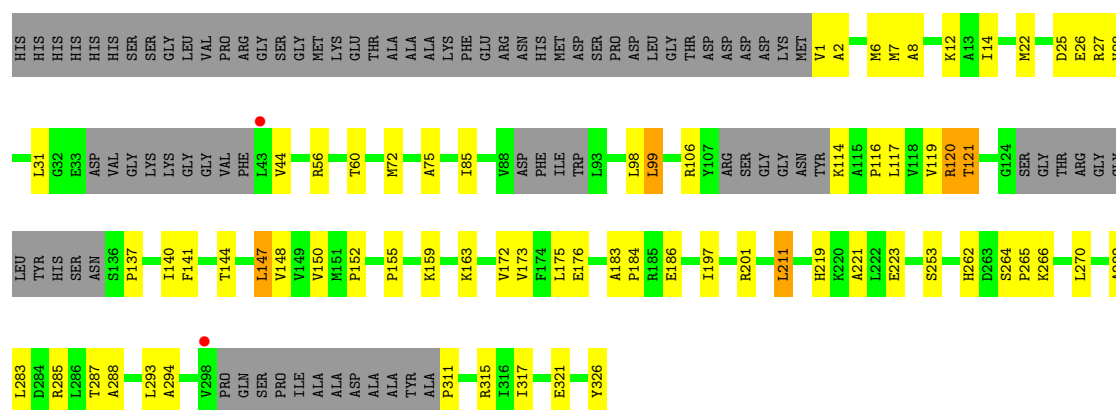 HIS HIS HIS HIS HIS HIS SER SER GLY LEU VAL PRO ARG GLY SER GLY MET LYS GLU THR ALA ALA ALA LYS PHE GLU ARG ASN HIS MET ASP SER PRO ASP LEU GLY THR ASP ASP ASP ASP LYS MET V1 A2 M6 M7 A8 K12 A13 I14 M22 D25 E26 R27
L31 G32 E33 ASP VAL GLY LYS LYS GLY GLY VAL PHE L43 V44 R56 T60 M72 A75 I85 V88 ASP PHE ILE TRP L93 L98 L99 R106 Y107 ARG SER GLY GLY ASN TYR K114 A115 P116 L117 V118 V119 R120 T121 G124 SER GLY THR ARG GLY
LEU TYR HIS SER ASN S136 P137 I140 F141 T144 L147 V148 V149 V150 M151 P152 P155 K159 K163 V172 V173 F174 L175 E176 A183 P184 R185 E186 I197 R201 L211 H219 K220 A221 L222 E223 S253 H262 D263 S264 P265 K266 L270
L283 D284 R285 L286 T287 A288 L293 A294 V298 PRO GLN SER PRO ILE ALA ALA ASP ALA ALA TYR ALA P311 R315 I316 I317 E321 Y326